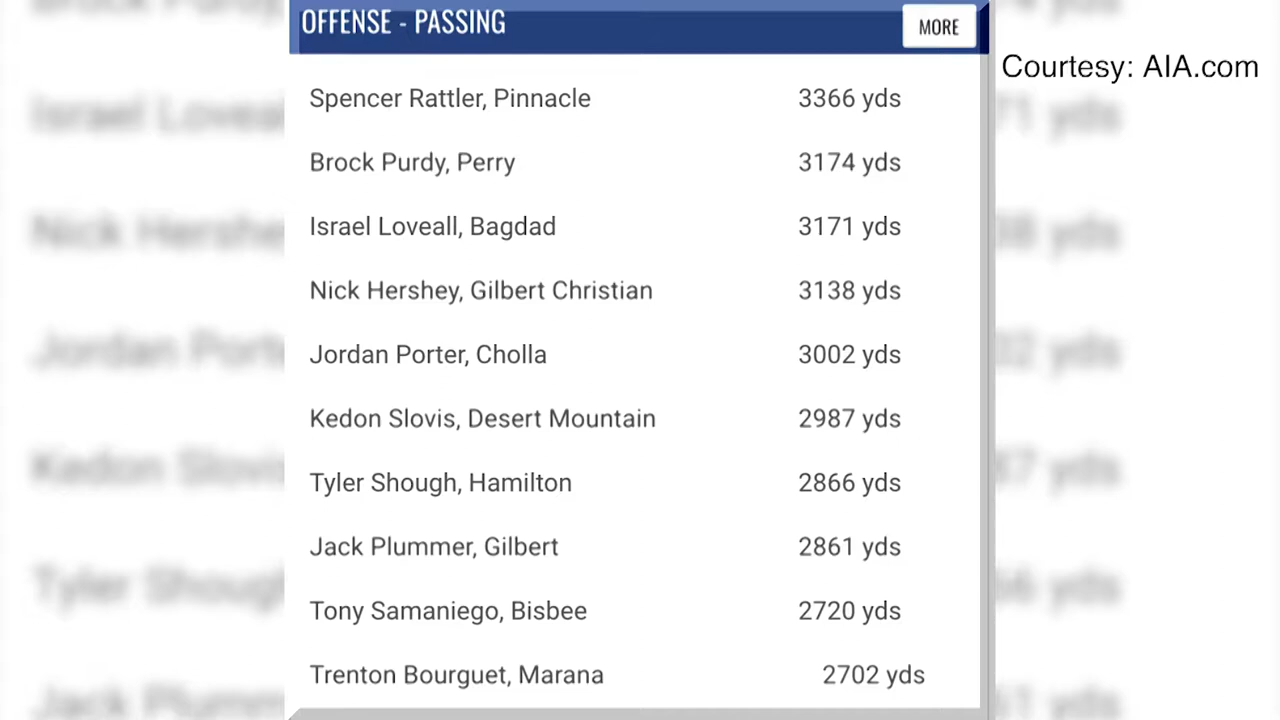 OFFENSE - PASSING MORE
Courtesy: AIA.com
Spencer Rattler, Pinnacle 3366 yds
Brock Purdy, Perry 3174 yds
Israel Loveall, Bagdad 3171 yds
Nick Hershey, Gilbert Christian 3138 yds
Jordan Porter, Cholla 3002 yds
Kedon Slovis, Desert Mountain 2987 yds
Tyler Shough, Hamilton 2866 yds
Jack Plummer, Gilbert 2861 yds
Tony Samaniego, Bisbee 2720 yds
Trenton Bourguet, Marana 2702 yds